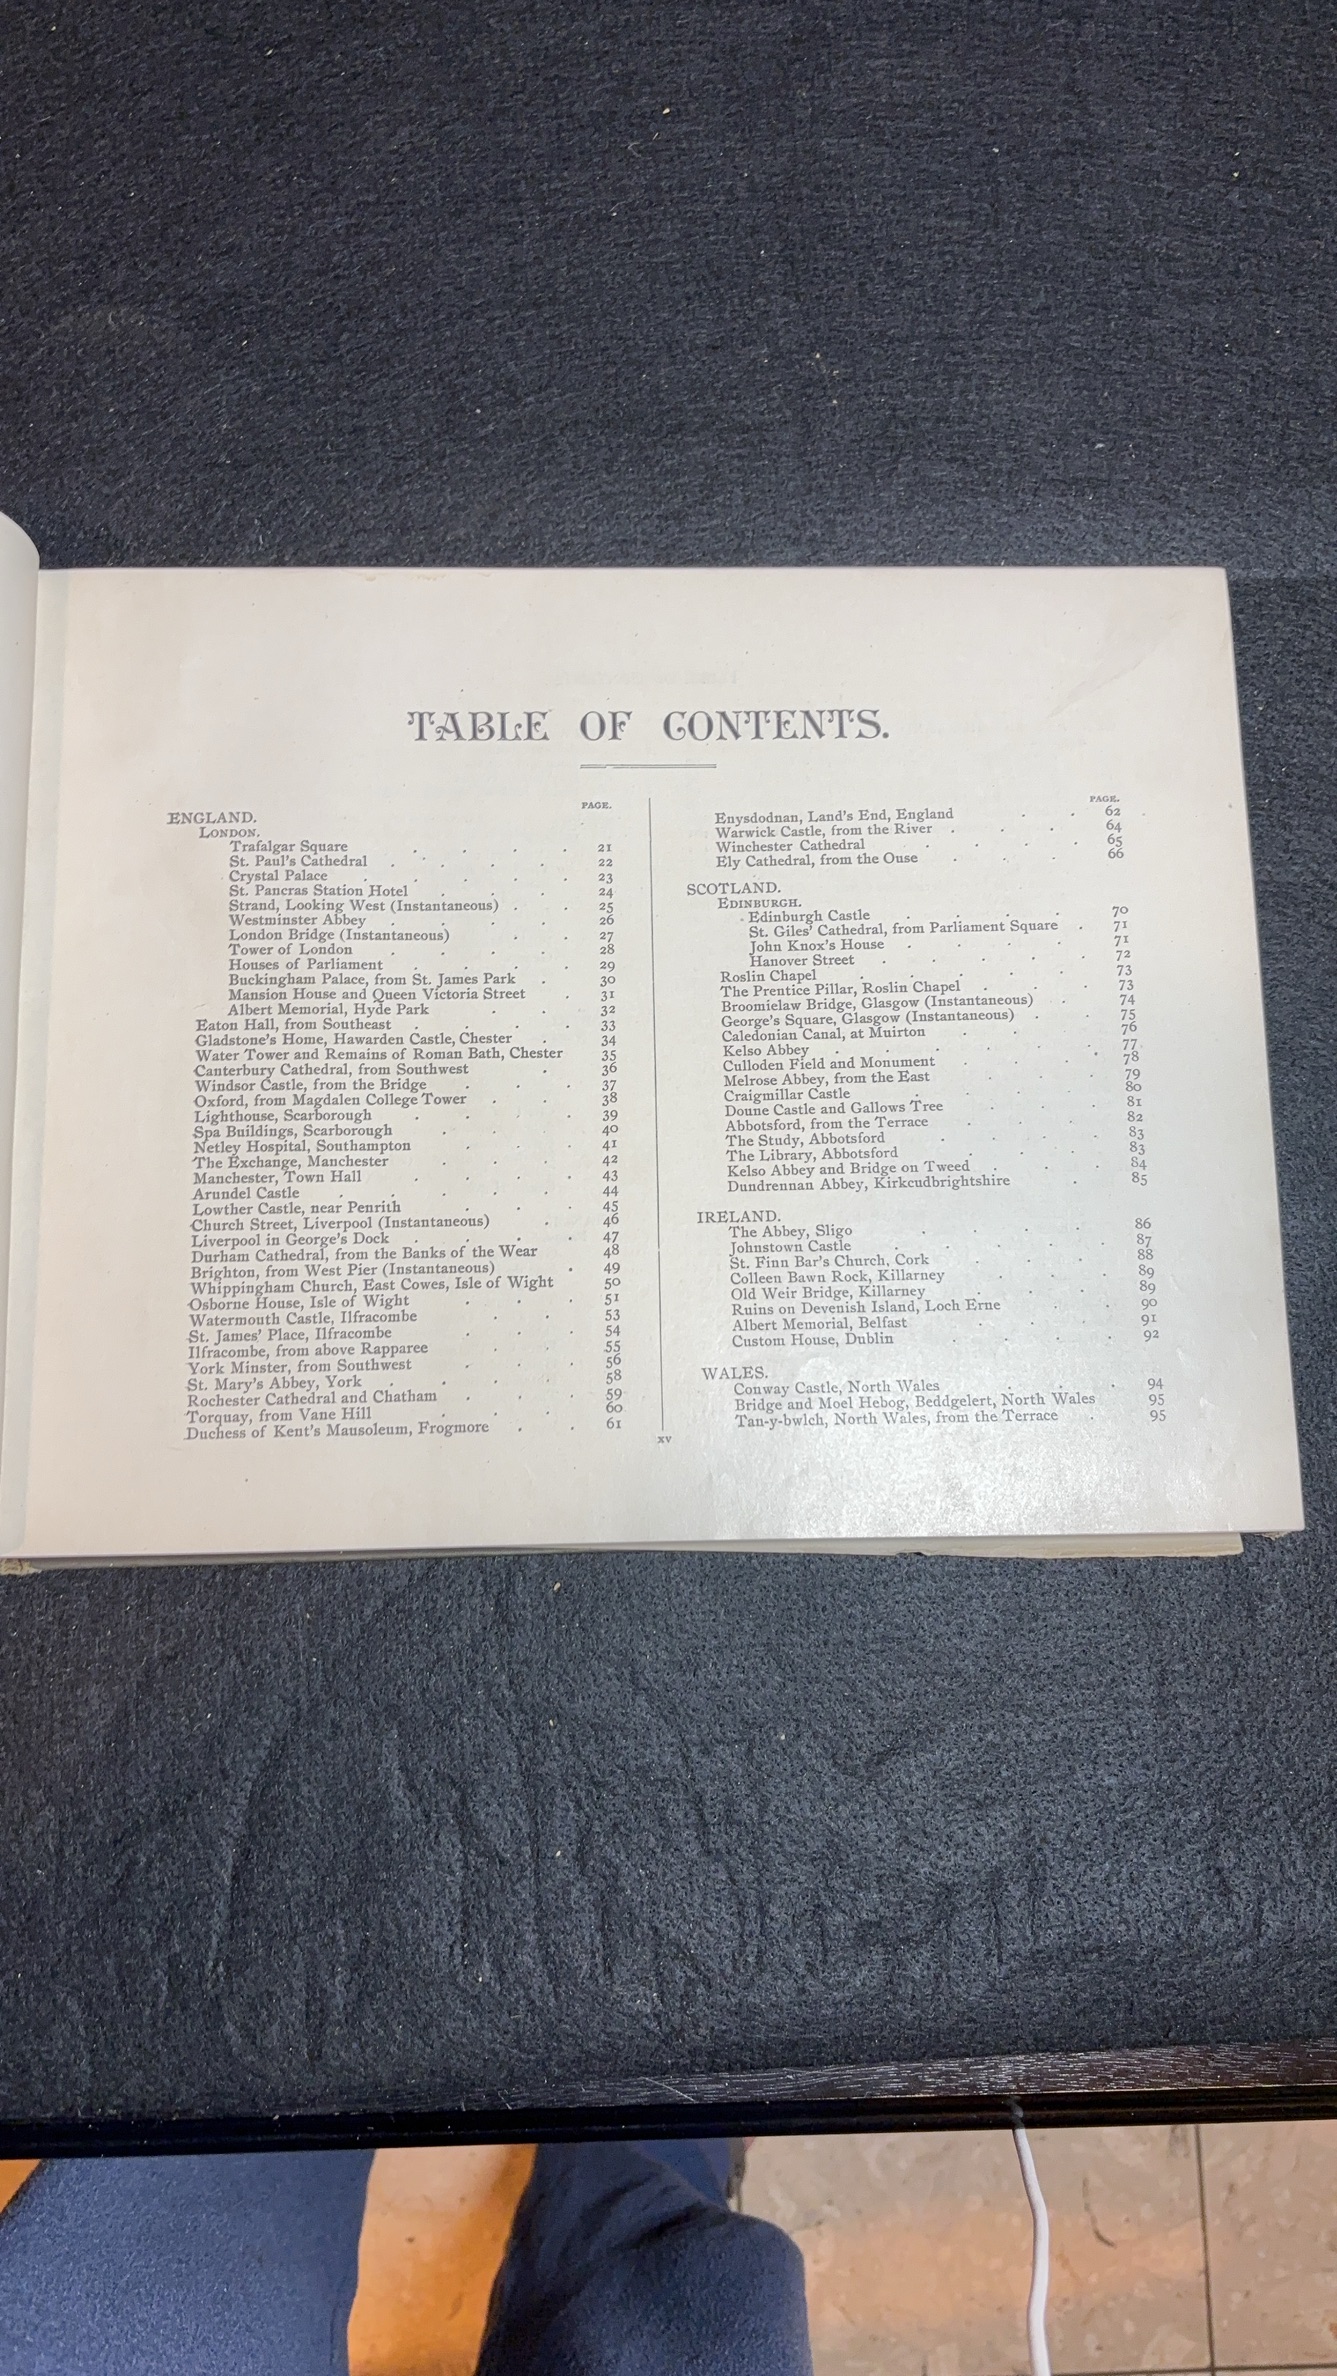 TABLE OF CONTENTS.
PAGE.
ENGLAND.
LONDON.
Trafalgar Square . . . . . 21
St. Paul's Cathedral . . . . . 22
Crystal Palace . . . . . 23
St. Pancras Station Hotel . . . 24
Strand, Looking West (Instantaneous) . . 25
Westminster Abbey . . . . 26
London Bridge (Instantaneous) . . 27
Tower of London . . . . 28
Houses of Parliament . . . . 29
Buckingham Palace, from St. James Park . 30
Mansion House and Queen Victoria Street . 31
Albert Memorial, Hyde Park . . 32
Eaton Hall, from Southeast . . . . 33
Gladstone's Home, Hawarden Castle, Chester . 34
Water Tower and Remains of Roman Bath, Chester 35
Canterbury Cathedral, from Southwest . 36
Windsor Castle, from the Bridge . . . 37
Oxford, from Magdalen College Tower . . 38
Lighthouse, Scarborough . . . 39
Spa Buildings, Scarborough . . . 40
Netley Hospital, Southampton . . . 41
The Exchange, Manchester . . . 42
Manchester, Town Hall . . . . 43
Arundel Castle . . . . . 44
Lowther Castle, near Penrith . . . 45
Church Street, Liverpool (Instantaneous) . 46
Liverpool in George's Dock . . . . 47
Durham Cathedral, from the Banks of the Wear 48
Brighton, from West Pier (Instantaneous) . 49
Whippingham Church, East Cowes, Isle of Wight 50
Osborne House, Isle of Wight . . . 51
Watermouth Castle, Ilfracombe . . . 53
St. James' Place, Ilfracombe . . . 54
Ilfracombe, from above Rapparee . . 55
York Minster, from Southwest . . . 56
St. Mary's Abbey, York . . . . 58
Rochester Cathedral and Chatham . . . 59
Torquay, from Vane Hill . . . 60
Duchess of Kent's Mausoleum, Frogmore . . 61
PAGE.
Enysdodnan, Land's End, England . . 62
Warwick Castle, from the River . . . 64
Winchester Cathedral . . . . 65
Ely Cathedral, from the Ouse . . . 66
SCOTLAND.
EDINBURGH.
Edinburgh Castle . . . . 70
St. Giles' Cathedral, from Parliament Square . 71
John Knox's House . . . . 71
Hanover Street . . . . . 72
Roslin Chapel . . . . . 73
The Prentice Pillar, Roslin Chapel . . . 73
Broomielaw Bridge, Glasgow (Instantaneous) . 74
George's Square, Glasgow (Instantaneous) . . 75
Caledonian Canal, at Muirton . . 76
Kelso Abbey . . . . . . 77
Culloden Field and Monument . . . 78
Melrose Abbey, from the East . . . 79
Craigmillar Castle . . . . 80
Doune Castle and Gallows Tree . . . 81
Abbotsford, from the Terrace . . . 82
The Study, Abbotsford . . . . 83
The Library, Abbotsford . . . 83
Kelso Abbey and Bridge on Tweed . . . 84
Dundrennan Abbey, Kirkcudbrightshire . 85
IRELAND.
The Abbey, Sligo . . . . 86
Johnstown Castle . . . . . 87
St. Finn Bar's Church, Cork . . . 88
Colleen Bawn Rock, Killarney . . . 89
Old Weir Bridge, Killarney . . . 89
Ruins on Devenish Island, Loch Erne . . 90
Albert Memorial, Belfast . . . 91
Custom House, Dublin . . . . 92
WALES.
Conway Castle, North Wales . . . 94
Bridge and Moel Hebog, Beddgelert, North Wales 95
Tan-y-bwlch, North Wales, from the Terrace . 95
xv